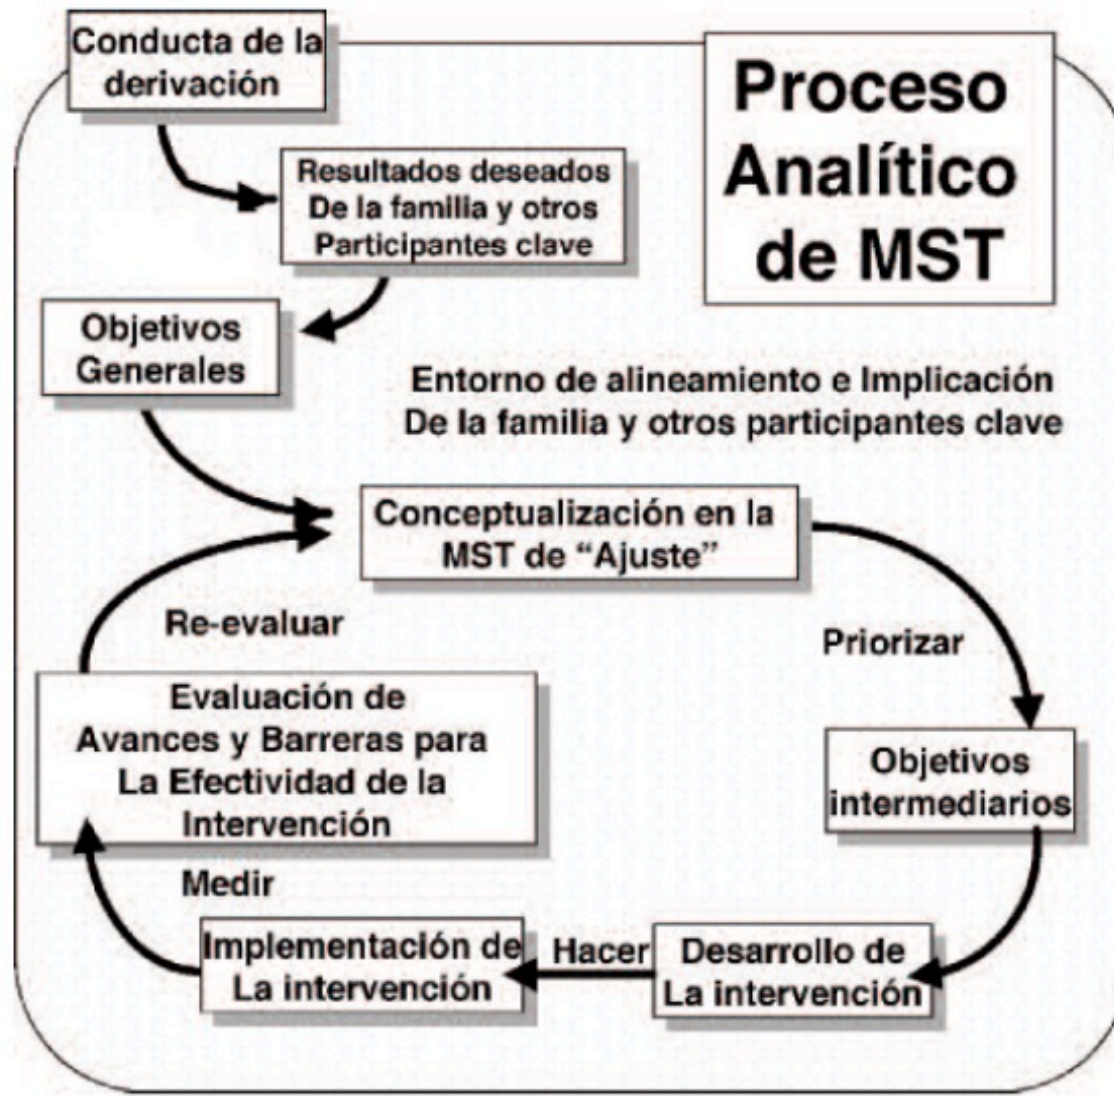 Conducta de la
derivación
Proceso
Analítico
de MST
Resultados deseados
De la familia y otros
Participantes clave
Objetivos
Generales
Entorno de alineamiento e Implicación
De la familia y otros participantes clave
Conceptualización en la
MST de “Ajuste”
Re-evaluar
Priorizar
Evaluación de
Avances y Barreras para
La Efectividad de la
Intervención
Objetivos
intermediarios
Medir
Implementación de
La intervención
Hacer
Desarrollo de
La intervención